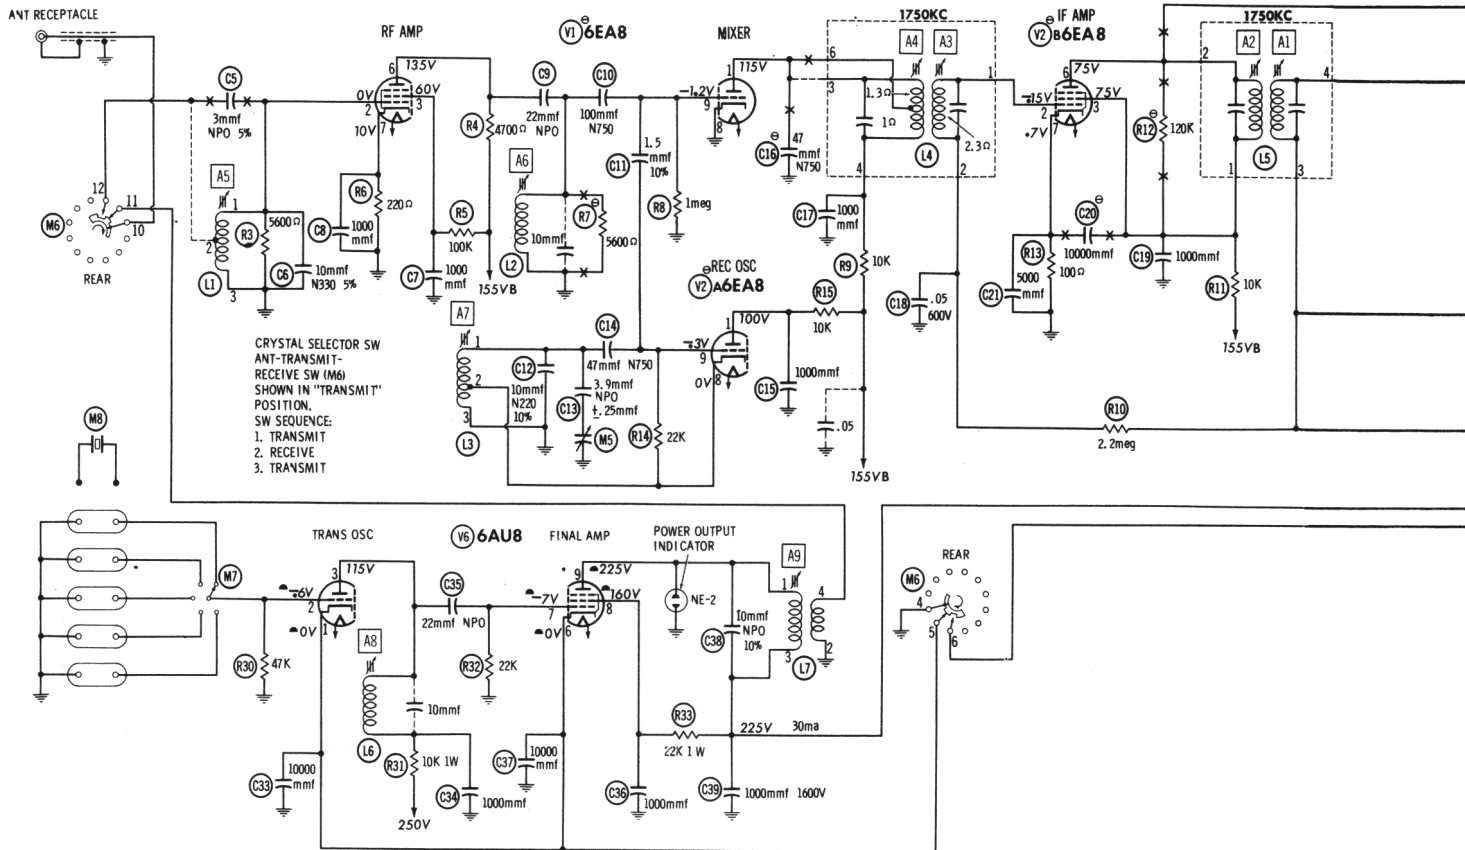 ANT RECEPTACLE
RF AMP
V1 ⊖ 6EA8
MIXER
1750KC
IF AMP
V2 ⊖ B 6EA8
1750KC
C5
3mmf
NPO 5%
0V
6
135V
60V
3
2
7
10V
R4
4700Ω
C9
22mmf
NPO
C10
100mmf
N750
-1.2V
1
115V
9
8
6
A4
A3
3
1.3Ω
1Ω
2.3Ω
1
L4
4
2
C16 ⊖
47
mmf
N750
-.15V
6
75V
75V
3
2
7
.7V
R12 ⊖
120K
2
A2
A1
4
L5
1
3
A5
12
11
10
M6
REAR
1
2
3
L1
R3
5600Ω
C6
10mmf
N330 5%
R6
220Ω
C8
1000
mmf
R5
100K
C7
1000
mmf
155VB
A6
L2
10mmf
R7 ⊖
5600Ω
C11
1.5
mmf
10%
R8
1meg
C17
1000
mmf
R9
10K
C18
.05
600V
C21
5000
mmf
R13
100Ω
C20 ⊖
10000mmf
C19
1000mmf
R11
10K
155VB
REC OSC
V2 ⊖ A 6EA8
1
100V
R15
10K
-.3V
9
0V
8
C15
1000mmf
.05
155VB
R10
2.2meg
CRYSTAL SELECTOR SW
ANT-TRANSMIT-
RECEIVE SW (M6)
SHOWN IN "TRANSMIT"
POSITION.
SW SEQUENCE:
1. TRANSMIT
2. RECEIVE
3. TRANSMIT
A7
1
2
3
L3
C12
10mmf
N220
10%
C14
47mmf
N750
C13
3.9mmf
NPO
±.25mmf
M5
R14
22K
M8
M7
TRANS OSC
V6 6AU8
FINAL AMP
POWER OUTPUT
INDICATOR
3
115V
-.6V
2
0V
1
R30
47K
C35
22mmf NPO
R32
22K
9
225V
-7V
7
160V
8
0V
6
NE-2
C38
10mmf
NPO
10%
A9
1
3
4
2
L7
A8
L6
10mmf
R31
10K 1W
250V
C34
1000mmf
C33
10000
mmf
C37
10000
mmf
C36
1000mmf
R33
22K 1 W
225V
30ma
C39
1000mmf 1600V
REAR
M6
4
5
6